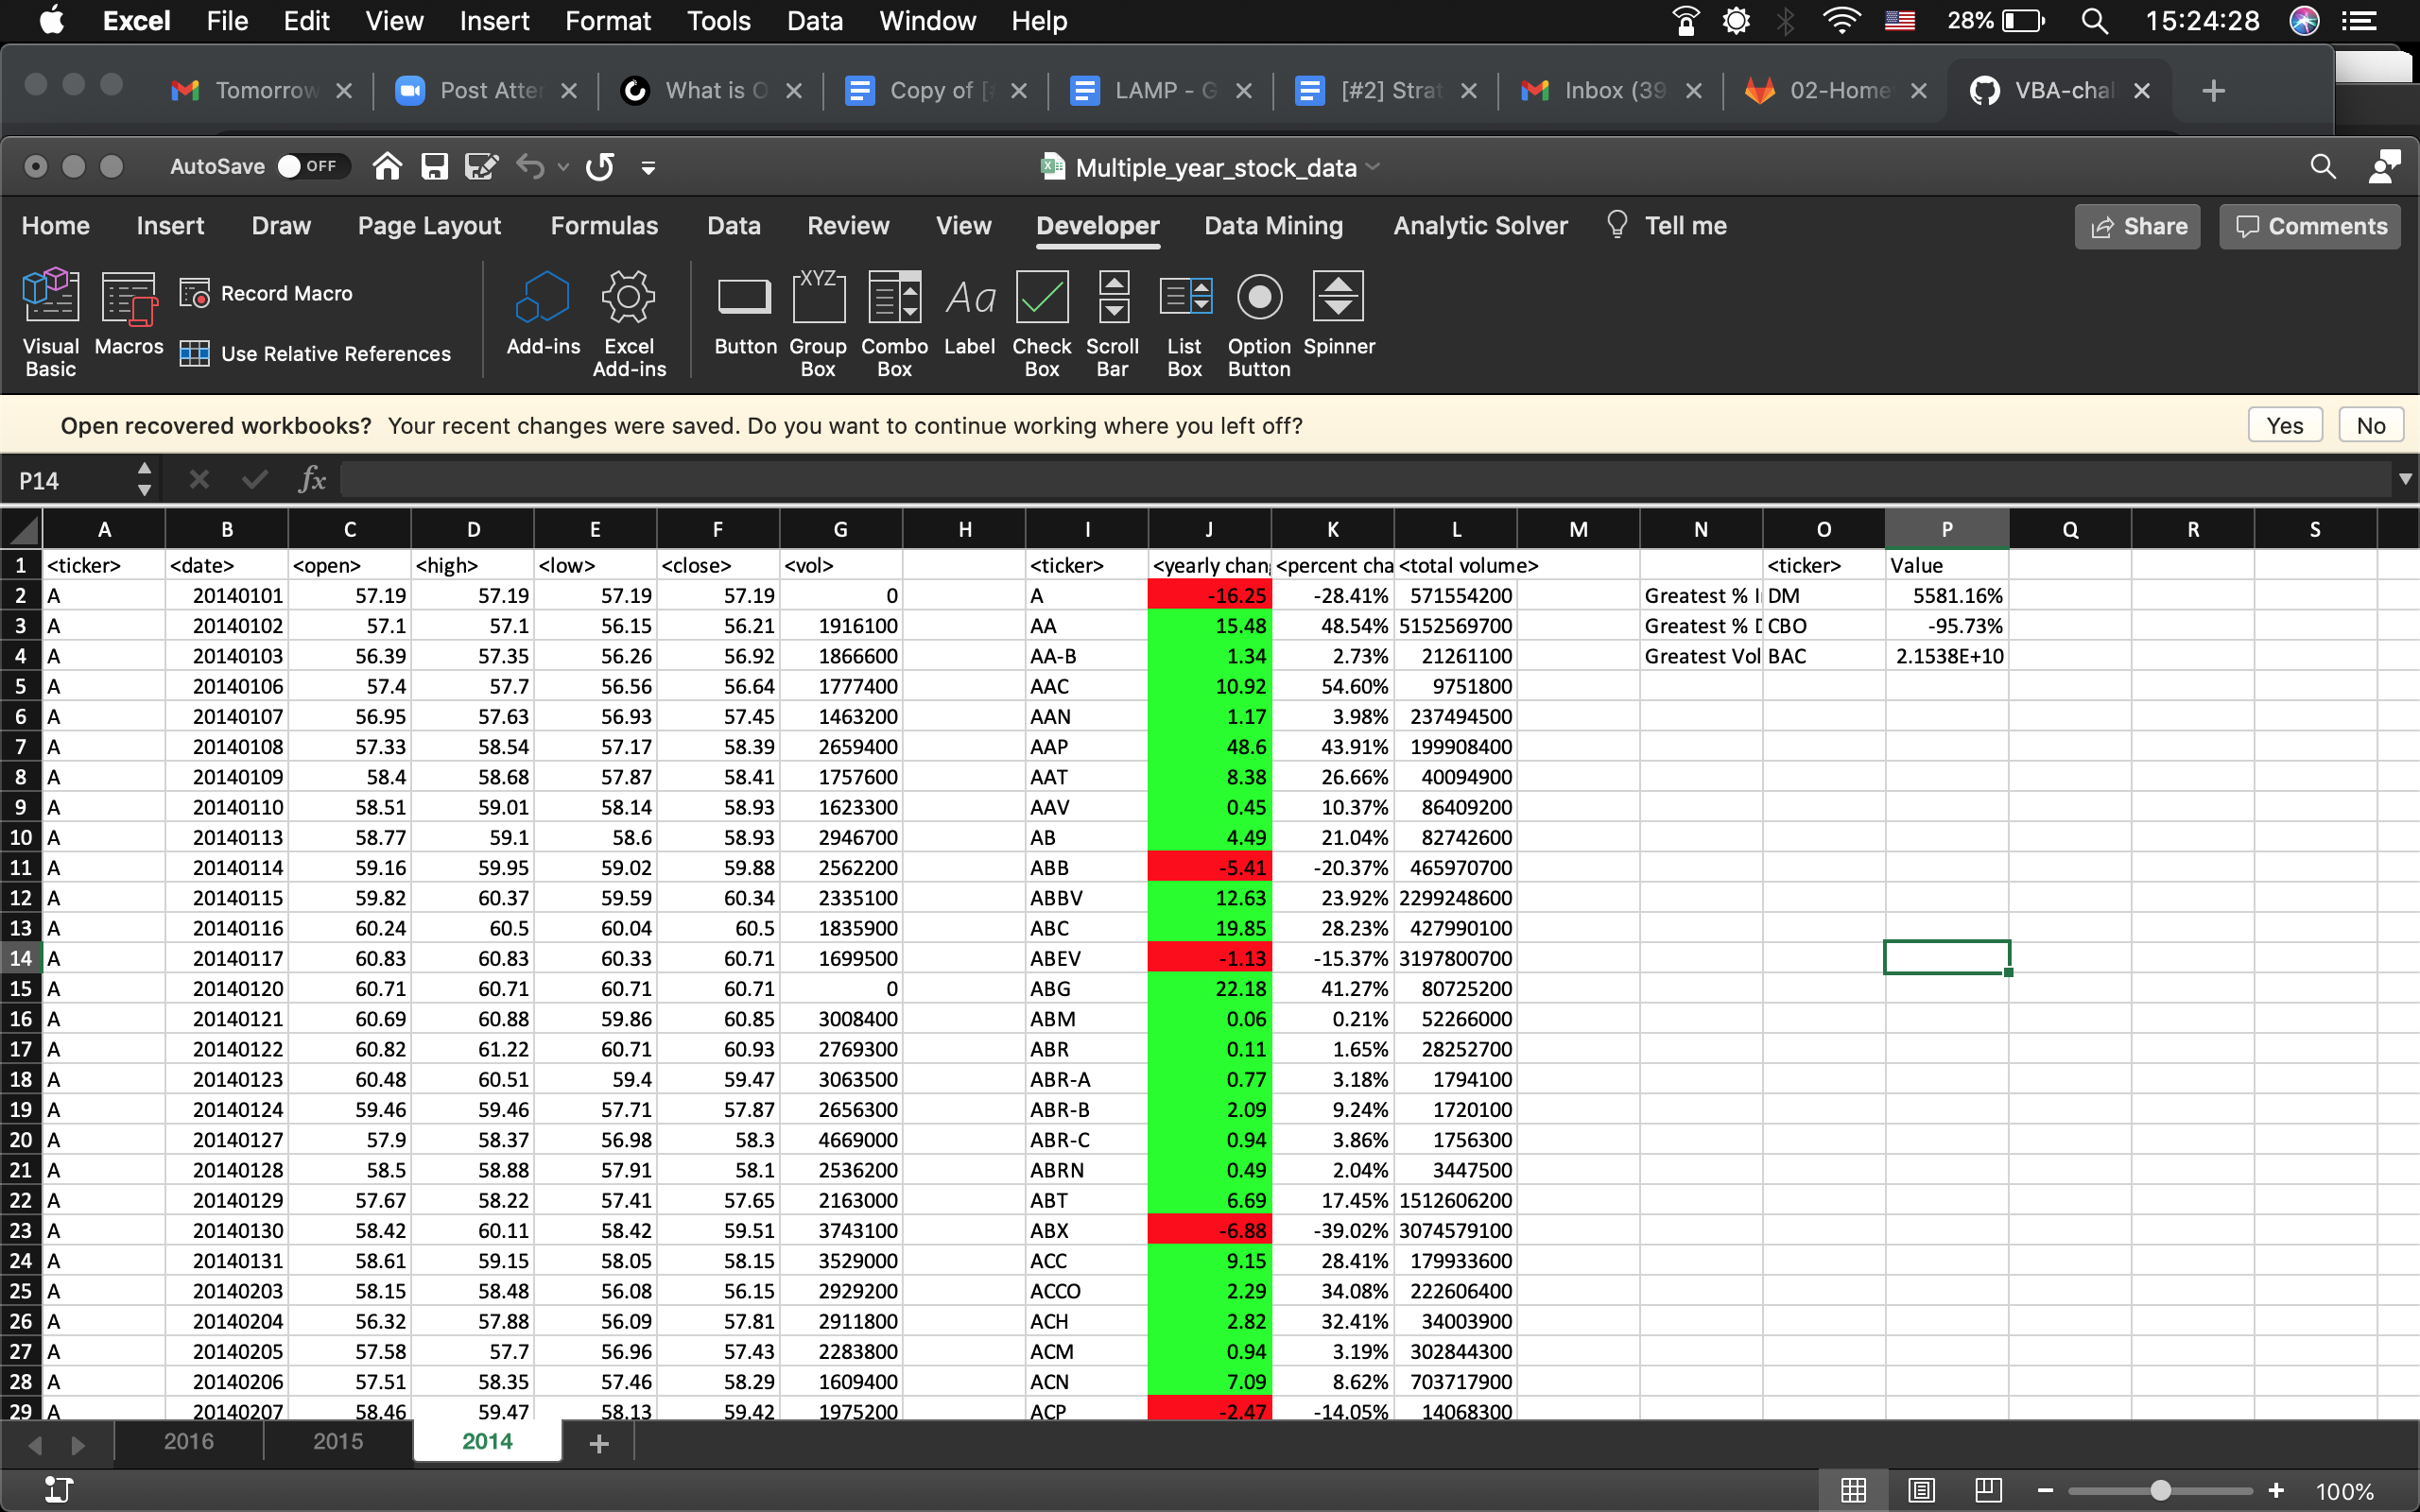 Excel File Edit View Insert Format Tools Data Window Help 28% 15:24:28
Tomorrow Post Atter What is O Copy of [ LAMP - G [#2] Strat Inbox (39 02-Home VBA-chal
AutoSave OFF Multiple_year_stock_data
Home Insert Draw Page Layout Formulas Data Review View Developer Data Mining Analytic Solver Tell me Share Comments
Visual Basic Macros Record Macro Use Relative References Add-ins Excel Add-ins Button XYZ Group Box Combo Box Aa Label Check Box Scroll Bar List Box Option Button Spinner
Open recovered workbooks? Your recent changes were saved. Do you want to continue working where you left off? Yes No
P14 fx
A B C D E F G H I J K L M N O P Q R S
1 <ticker> <date> <open> <high> <low> <close> <vol> <ticker> <yearly chan <percent cha <total volume> <ticker> Value
2 A 20140101 57.19 57.19 57.19 57.19 0 A -16.25 -28.41% 571554200 Greatest % I DM 5581.16%
3 A 20140102 57.1 57.1 56.15 56.21 1916100 AA 15.48 48.54% 5152569700 Greatest % D CBO -95.73%
4 A 20140103 56.39 57.35 56.26 56.92 1866600 AA-B 1.34 2.73% 21261100 Greatest Vol BAC 2.1538E+10
5 A 20140106 57.4 57.7 56.56 56.64 1777400 AAC 10.92 54.60% 9751800
6 A 20140107 56.95 57.63 56.93 57.45 1463200 AAN 1.17 3.98% 237494500
7 A 20140108 57.33 58.54 57.17 58.39 2659400 AAP 48.6 43.91% 199908400
8 A 20140109 58.4 58.68 57.87 58.41 1757600 AAT 8.38 26.66% 40094900
9 A 20140110 58.51 59.01 58.14 58.93 1623300 AAV 0.45 10.37% 86409200
10 A 20140113 58.77 59.1 58.6 58.93 2946700 AB 4.49 21.04% 82742600
11 A 20140114 59.16 59.95 59.02 59.88 2562200 ABB -5.41 -20.37% 465970700
12 A 20140115 59.82 60.37 59.59 60.34 2335100 ABBV 12.63 23.92% 2299248600
13 A 20140116 60.24 60.5 60.04 60.5 1835900 ABC 19.85 28.23% 427990100
14 A 20140117 60.83 60.83 60.33 60.71 1699500 ABEV -1.13 -15.37% 3197800700
15 A 20140120 60.71 60.71 60.71 60.71 0 ABG 22.18 41.27% 80725200
16 A 20140121 60.69 60.88 59.86 60.85 3008400 ABM 0.06 0.21% 52266000
17 A 20140122 60.82 61.22 60.71 60.93 2769300 ABR 0.11 1.65% 28252700
18 A 20140123 60.48 60.51 59.4 59.47 3063500 ABR-A 0.77 3.18% 1794100
19 A 20140124 59.46 59.46 57.71 57.87 2656300 ABR-B 2.09 9.24% 1720100
20 A 20140127 57.9 58.37 56.98 58.3 4669000 ABR-C 0.94 3.86% 1756300
21 A 20140128 58.5 58.88 57.91 58.1 2536200 ABRN 0.49 2.04% 3447500
22 A 20140129 57.67 58.22 57.41 57.65 2163000 ABT 6.69 17.45% 1512606200
23 A 20140130 58.42 60.11 58.42 59.51 3743100 ABX -6.88 -39.02% 3074579100
24 A 20140131 58.61 59.15 58.05 58.15 3529000 ACC 9.15 28.41% 179933600
25 A 20140203 58.15 58.48 56.08 56.15 2929200 ACCO 2.29 34.08% 222606400
26 A 20140204 56.32 57.88 56.09 57.81 2911800 ACH 2.82 32.41% 34003900
27 A 20140205 57.58 57.7 56.96 57.43 2283800 ACM 0.94 3.19% 302844300
28 A 20140206 57.51 58.35 57.46 58.29 1609400 ACN 7.09 8.62% 703717900
29 A 20140207 58.46 59.47 58.13 59.42 1975200 ACP -2.47 -14.05% 14068300
2016 2015 2014
100%